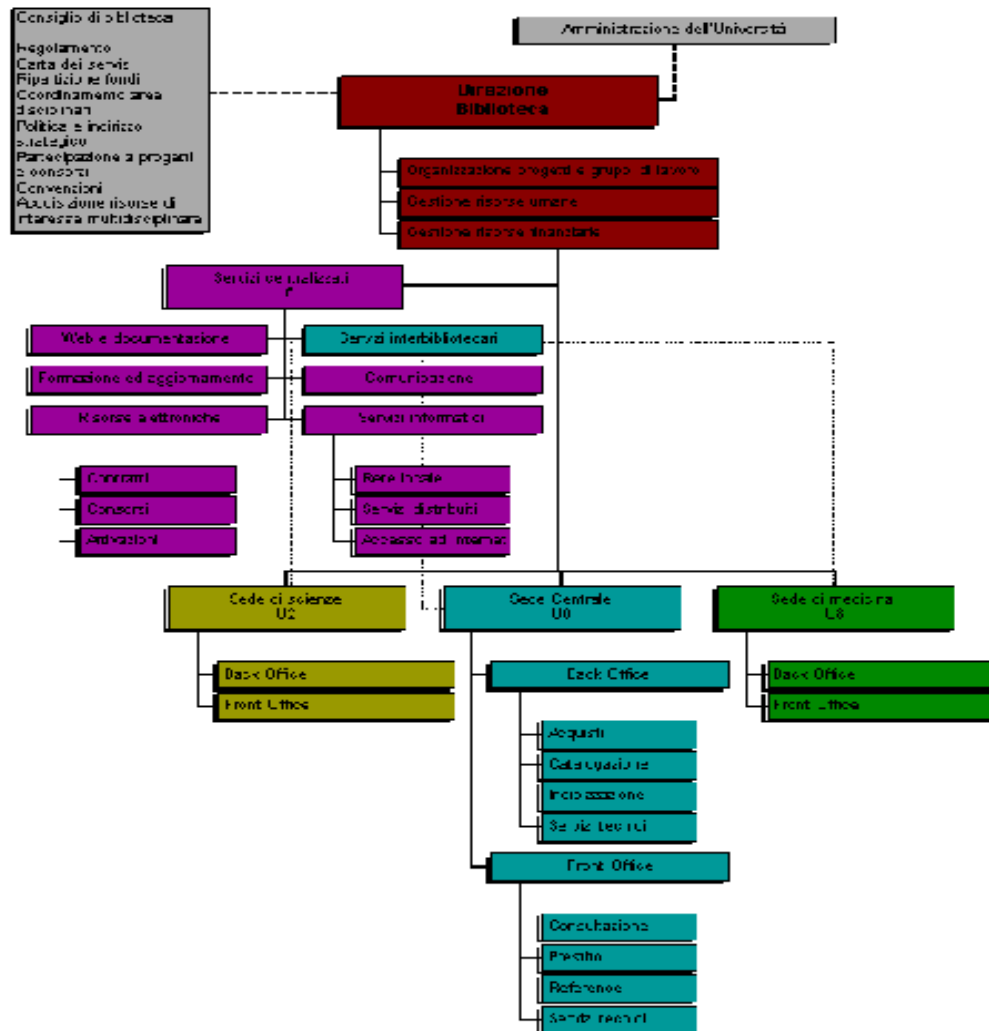 Consiglio di biblioteca
Regolamento
Carta dei servizi
Ripartizione fondi
Coordinamento area
disciplinari
Politica e indirizzo
strategico
Partecipazione a progetti
e consorzi
Convenzioni
Acquisizione risorse di
interesse multidisciplinare
Amministrazione dell'Università
Direzione
Biblioteca
Organizzazione progetti e gruppi di lavoro
Gestione risorse umane
Gestione risorse finanziarie
Servizi centralizzati
Web e documentazione
Servizi interbibliotecari
Formazione ed aggiornamento
Comunicazione
Risorse elettroniche
Servizi informatici
Contratti
Consorzi
Attivazioni
Rete locale
Servizi distribuiti
Accesso ad Internet
Sede di scienze
U2
Sede Centrale
U6
Sede di medicina
U8
Back Office
Front Office
Back Office
Back Office
Front Office
Acquisti
Catalogazione
Indicizzazione
Servizi tecnici
Front Office
Consultazione
Prestito
Reference
Servizi tecnici